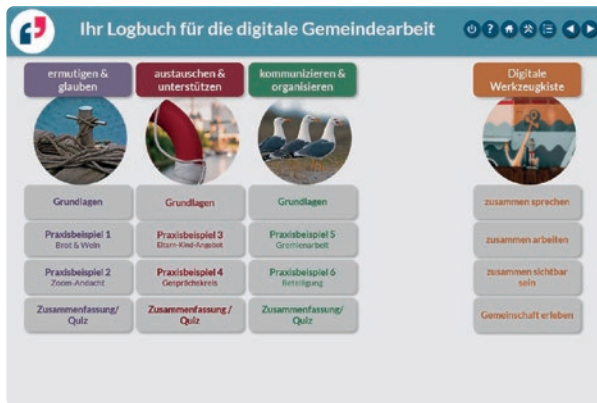 Ihr Logbuch für die digitale Gemeindearbeit
ermutigen &
glauben
Grundlagen
Praxisbeispiel 1
Brot & Wein
Praxisbeispiel 2
Zoom-Andacht
Zusammenfassung/
Quiz
austauschen &
unterstützen
Grundlagen
Praxisbeispiel 3
Eltern-Kind-Angebot
Praxisbeispiel 4
Gesprächskreis
Zusammenfassung /
Quiz
kommunizieren &
organisieren
Grundlagen
Praxisbeispiel 5
Gremienarbeit
Praxisbeispiel 6
Beteiligung
Zusammenfassung/
Quiz
Digitale
Werkzeugkiste
zusammen sprechen
zusammen arbeiten
zusammen sichtbar
sein
Gemeinschaft erleben